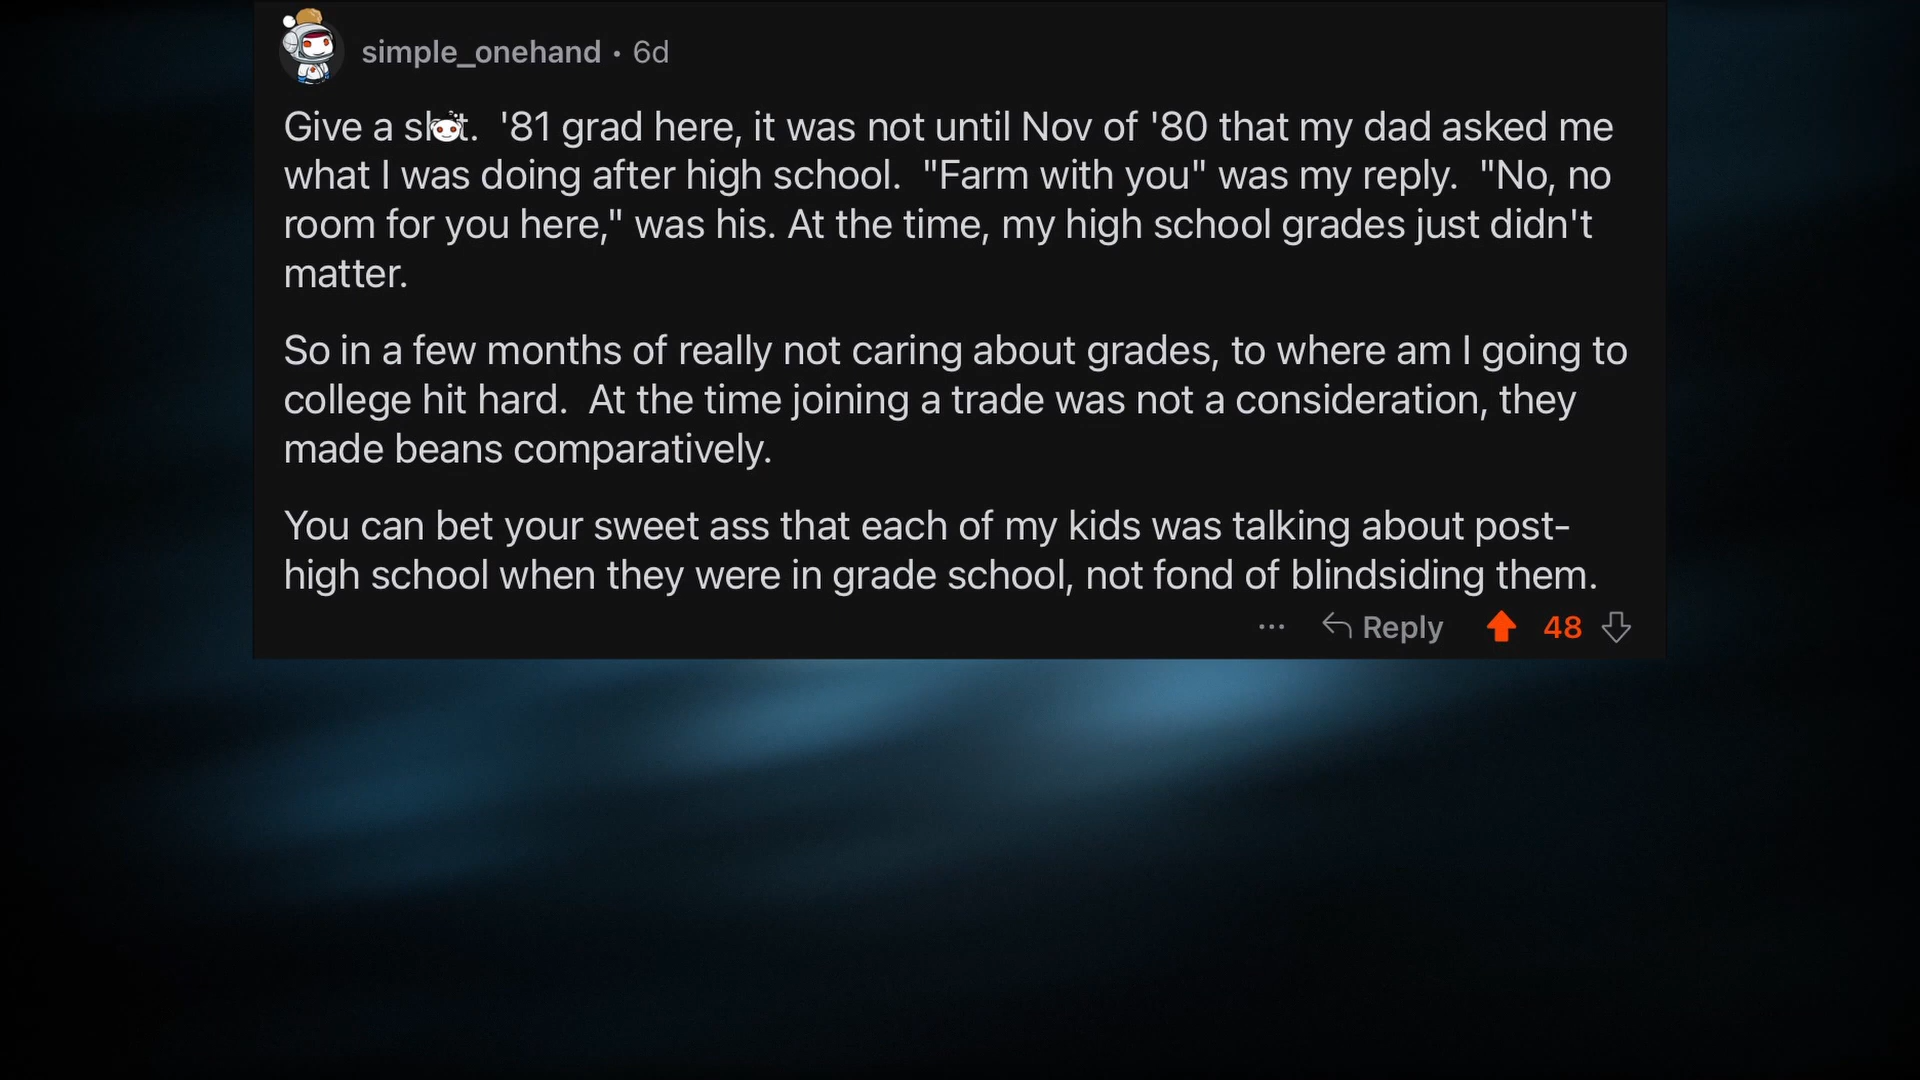 simple_onehand • 6d
Give a sh t. '81 grad here, it was not until Nov of '80 that my dad asked me
what I was doing after high school. "Farm with you" was my reply. "No, no
room for you here," was his. At the time, my high school grades just didn't
matter.
So in a few months of really not caring about grades, to where am I going to
college hit hard. At the time joining a trade was not a consideration, they
made beans comparatively.
You can bet your sweet ass that each of my kids was talking about post-
high school when they were in grade school, not fond of blindsiding them.
... Reply 48